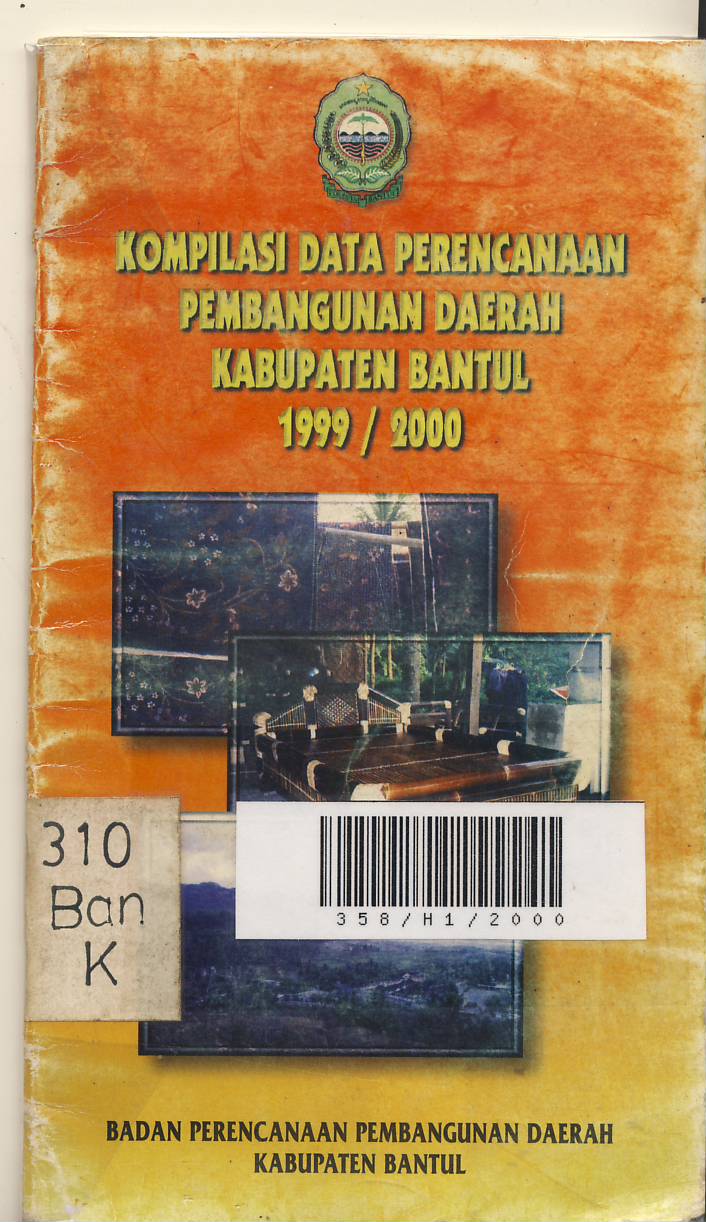 KOMPILASI DATA PERENCANAAN
PEMBANGUNAN DAERAH
KABUPATEN BANTUL
1999 / 2000
310
Ban
K
358/H1/2000
BADAN PERENCANAAN PEMBANGUNAN DAERAH
KABUPATEN BANTUL